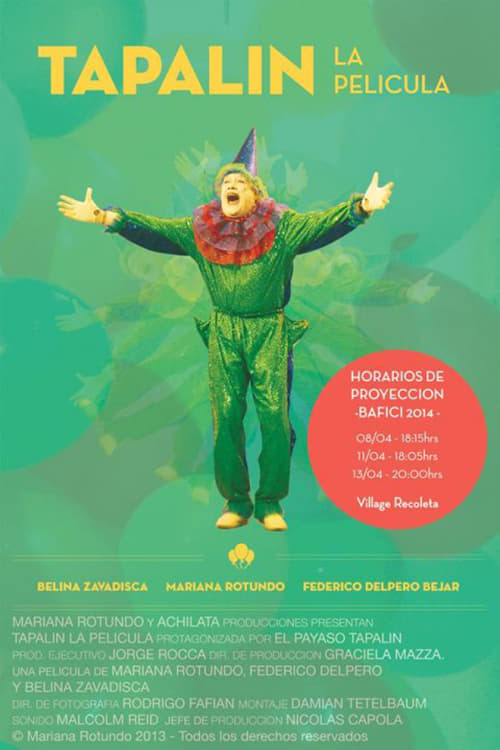 TAPALIN
LA
PELICULA
HORARIOS DE
PROYECCION
-BAFICI 2014 -
08/04 - 18:15hrs
11/04 - 18:05hrs
13/04 - 20:00hrs
Village Recoleta
BELINA ZAVADISCA MARIANA ROTUNDO FEDERICO DELPERO BEJAR
MARIANA ROTUNDO Y ACHILATA PRODUCCIONES PRESENTAN
TAPALIN LA PELICULA PROTAGONIZADA POR EL PAYASO TAPALIN
PROD. EJECUTIVO JORGE ROCCA DIR. DE PRODUCCION GRACIELA MAZZA.
UNA PELICULA DE MARIANA ROTUNDO, FEDERICO DELPERO
Y BELINA ZAVADISCA
DIR. DE FOTOGRAFIA RODRIGO FAFIAN MONTAJE DAMIAN TETELBAUM
SONIDO MALCOLM REID JEFE DE PRODUCCION NICOLAS CAPOLA
© Mariana Rotundo 2013 - Todos los derechos reservados